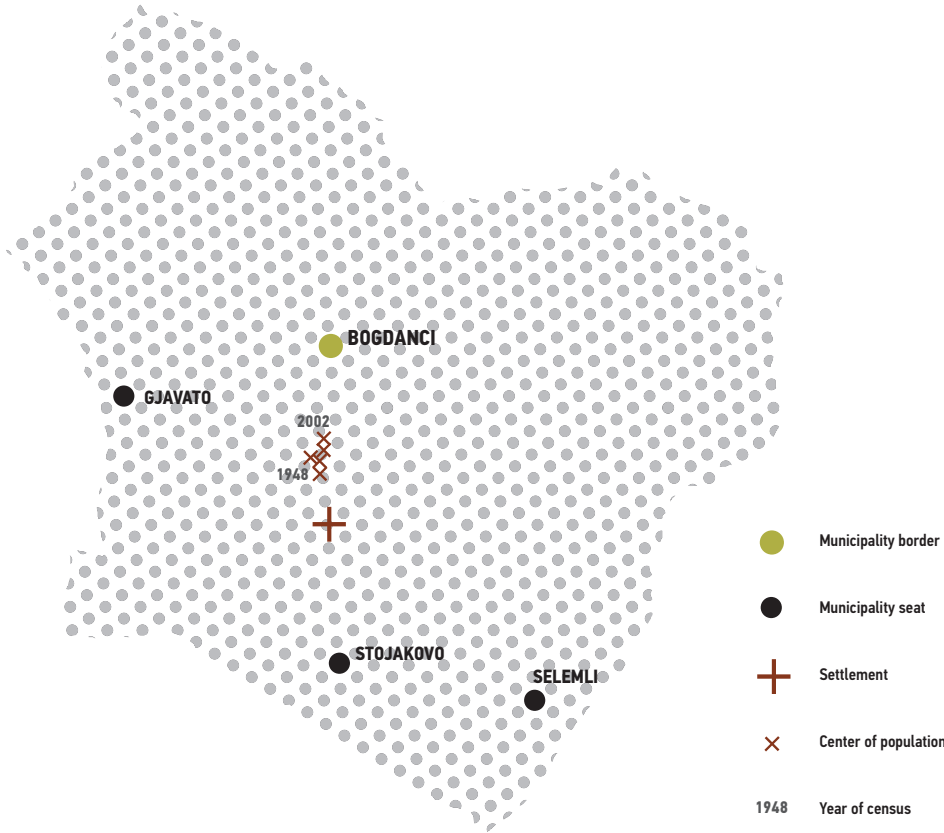 BOGDANCI
GJAVATO
2002
1948
STOJAKOVO
SELEMLI
Municipality border
Municipality seat
Settlement
Center of population
1948 Year of census